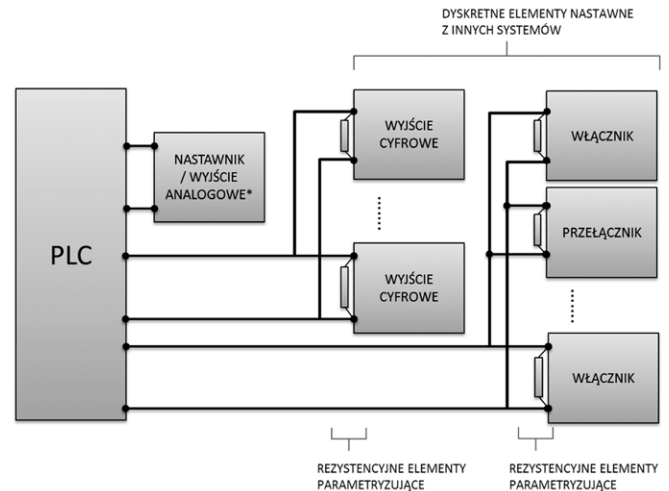 DYSKRETNE ELEMENTY NASTAWNE
Z INNYCH SYSTEMÓW
PLC
NASTAWNIK
/ WYJŚCIE
ANALOGOWE*
WYJŚCIE
CYFROWE
WŁĄCZNIK
PRZEŁĄCZNIK
WYJŚCIE
CYFROWE
WŁĄCZNIK
REZYSTENCYJNE ELEMENTY
PARAMETRYZUJĄCE
REZYSTENCYJNE ELEMENTY
PARAMETRYZUJĄCE